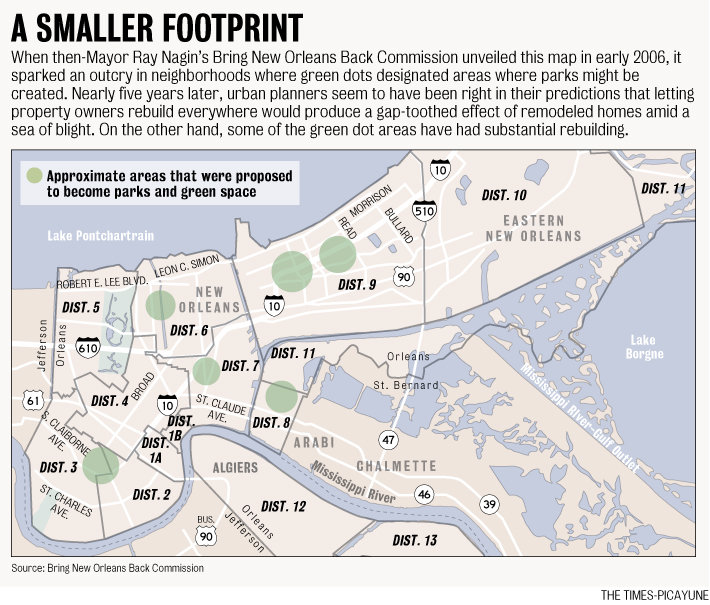 A SMALLER FOOTPRINT
When then-Mayor Ray Nagin's Bring New Orleans Back Commission unveiled this map in early 2006, it
sparked an outcry in neighborhoods where green dots designated areas where parks might be
created. Nearly five years later, urban planners seem to have been right in their predictions that letting
property owners rebuild everywhere would produce a gap-toothed effect of remodeled homes amid a
sea of blight. On the other hand, some of the green dot areas have had substantial rebuilding.
Approximate areas that were proposed
to become parks and green space
10
DIST. 10
DIST. 11
MORRISON
READ
BULLARD
510
EASTERN
NEW ORLEANS
Lake Pontchartrain
LEON C. SIMON
ROBERT E. LEE BLVD.
90
DIST. 9
NEW
ORLEANS
DIST. 5
10
DIST. 6
Jefferson
Orleans
610
Lake
Borgne
DIST. 11
Orleans
St. Bernard
DIST. 7
Mississippi River-Gulf Outlet
61
DIST. 4
BROAD
10
ST. CLAUDE
AVE.
DIST. 8
S. CLAIBORNE
AVE.
DIST.
1B
DIST.
1A
ARABI
47
DIST. 3
ALGIERS
CHALMETTE
Mississippi River
ST. CHARLES
AVE.
DIST. 2
46
39
DIST. 12
Orleans
Jefferson
BUS.
90
DIST. 13
Source: Bring New Orleans Back Commission
THE TIMES-PICAYUNE